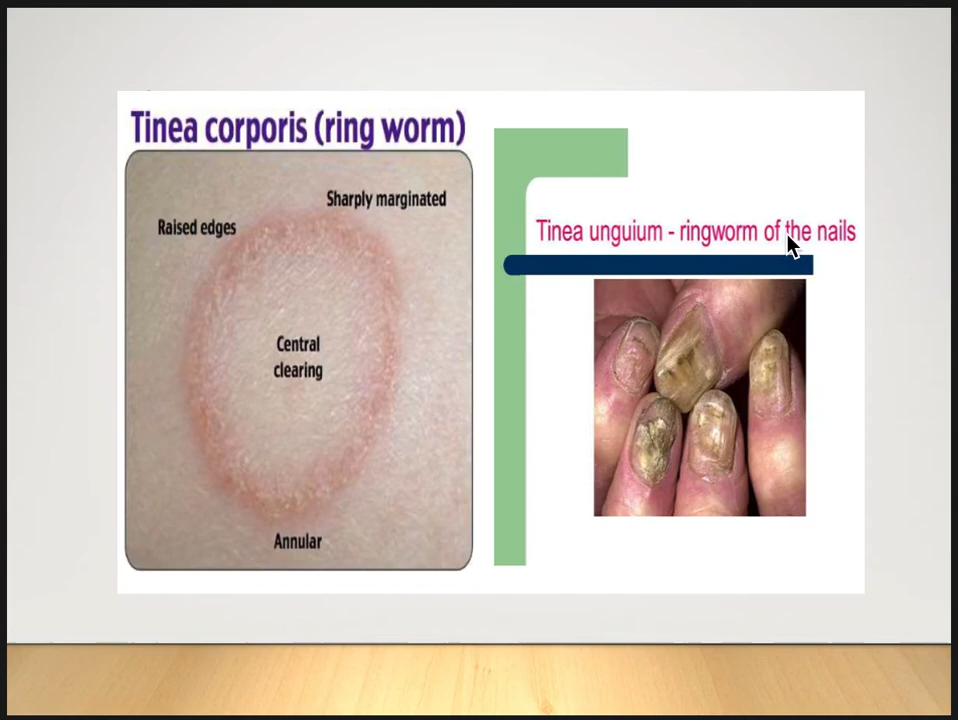 Tinea corporis (ring worm)
Sharply marginated
Raised edges
Central
clearing
Annular
Tinea unguium - ringworm of the nails